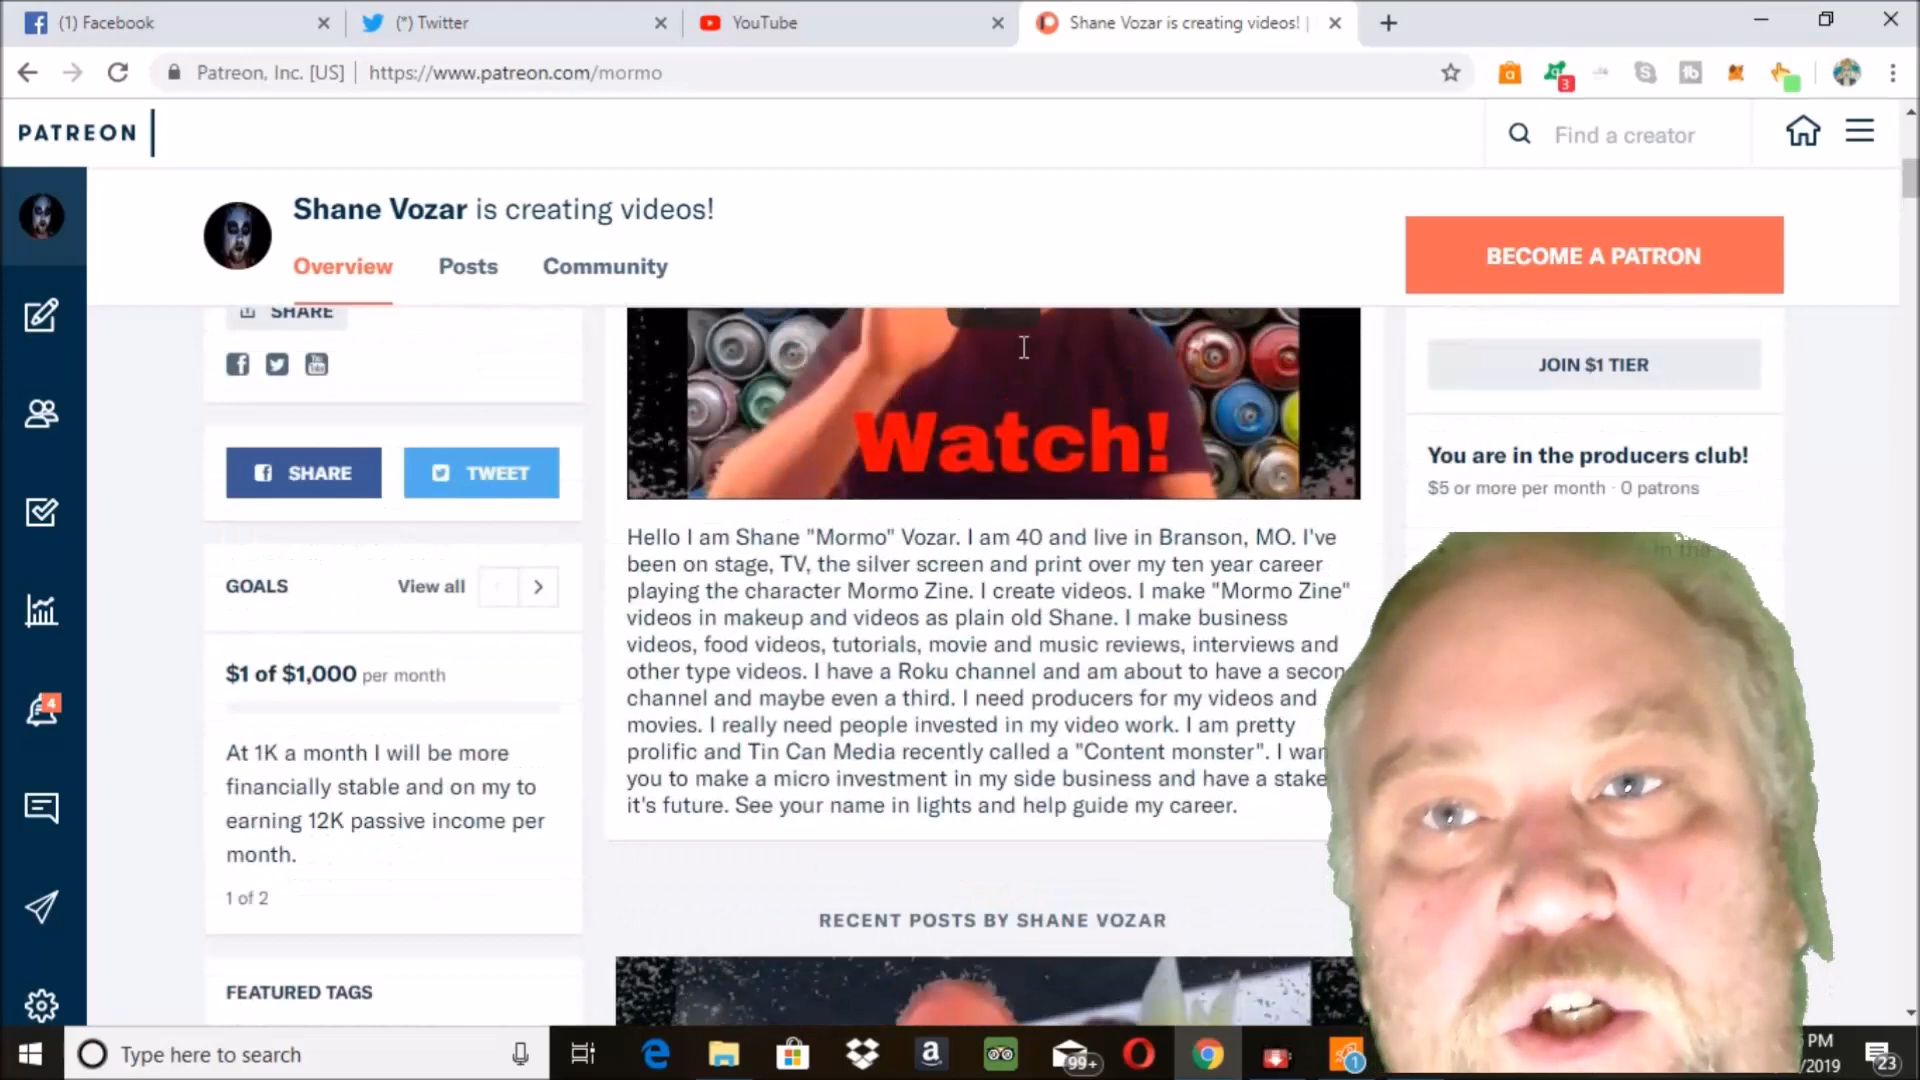 (1) Facebook
(*) Twitter
YouTube
Shane Vozar is creating videos! |
Patreon, Inc. [US]
https://www.patreon.com/mormo
3
PATREON
Find a creator
Shane Vozar is creating videos!
Overview
Posts
Community
BECOME A PATRON
SHARE
Watch!
JOIN $1 TIER
You are in the producers club!
$5 or more per month · 0 patrons
SHARE
TWEET
GOALS
View all
$1 of $1,000 per month
At 1K a month I will be more
financially stable and on my to
earning 12K passive income per
month.
1 of 2
FEATURED TAGS
Hello I am Shane "Mormo" Vozar. I am 40 and live in Branson, MO. I've
been on stage, TV, the silver screen and print over my ten year career
playing the character Mormo Zine. I create videos. I make "Mormo Zine"
videos in makeup and videos as plain old Shane. I make business
videos, food videos, tutorials, movie and music reviews, interviews and
other type videos. I have a Roku channel and am about to have a secon
channel and maybe even a third. I need producers for my videos and
movies. I really need people invested in my video work. I am pretty
prolific and Tin Can Media recently called a "Content monster". I wan
you to make a micro investment in my side business and have a stake
it's future. See your name in lights and help guide my career.
RECENT POSTS BY SHANE VOZAR
4
Type here to search
99+
1
PM
/2019
23